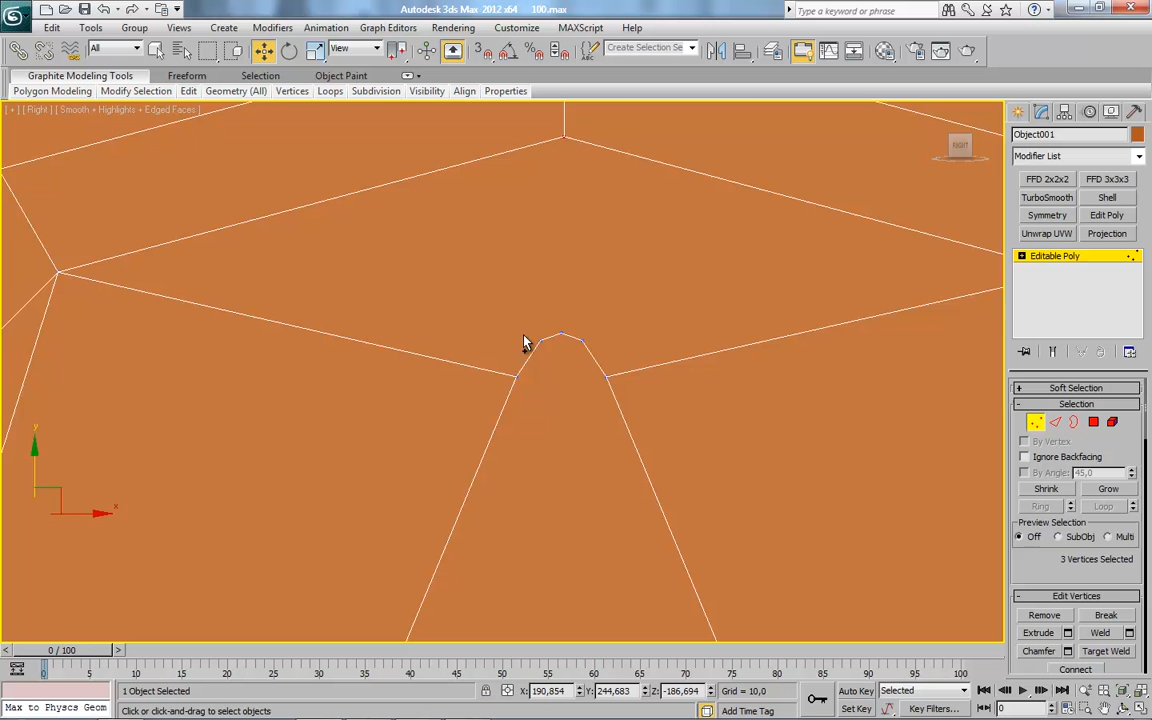 Autodesk 3ds Max 2012 x64    100.max
Type a keyword or phrase
Edit Tools Group Views Create Modifiers Animation Graph Editors Rendering Customize MAXScript Help
All View 3 Create Selection Se
Graphite Modeling Tools Freeform Selection Object Paint
Polygon Modeling Modify Selection Edit Geometry (All) Vertices Loops Subdivision Visibility Align Properties
[ + ] [ Right ] [ Smooth + Highlights + Edged Faces ]
RIGHT
Object001
Modifier List
FFD 2x2x2 FFD 3x3x3
TurboSmooth Shell
Symmetry Edit Poly
Unwrap UVW Projection
Editable Poly
+ Soft Selection
- Selection
By Vertex
Ignore Backfacing
By Angle: 45,0
Shrink Grow
Ring Loop
Preview Selection
Off SubObj Multi
3 Vertices Selected
- Edit Vertices
Remove Break
Extrude Weld
Chamfer Target Weld
Connect
y
x
< 0 / 100 >
0 5 10 15 20 25 30 35 40 45 50 55 60 65 70 75 80 85 90 95 100
1 Object Selected X: 190,854 Y: 244,683 Z: -186,694 Grid = 10,0 Auto Key Selected
Max to Physcs Geom Click or click-and-drag to select objects Add Time Tag Set Key Key Filters... 0